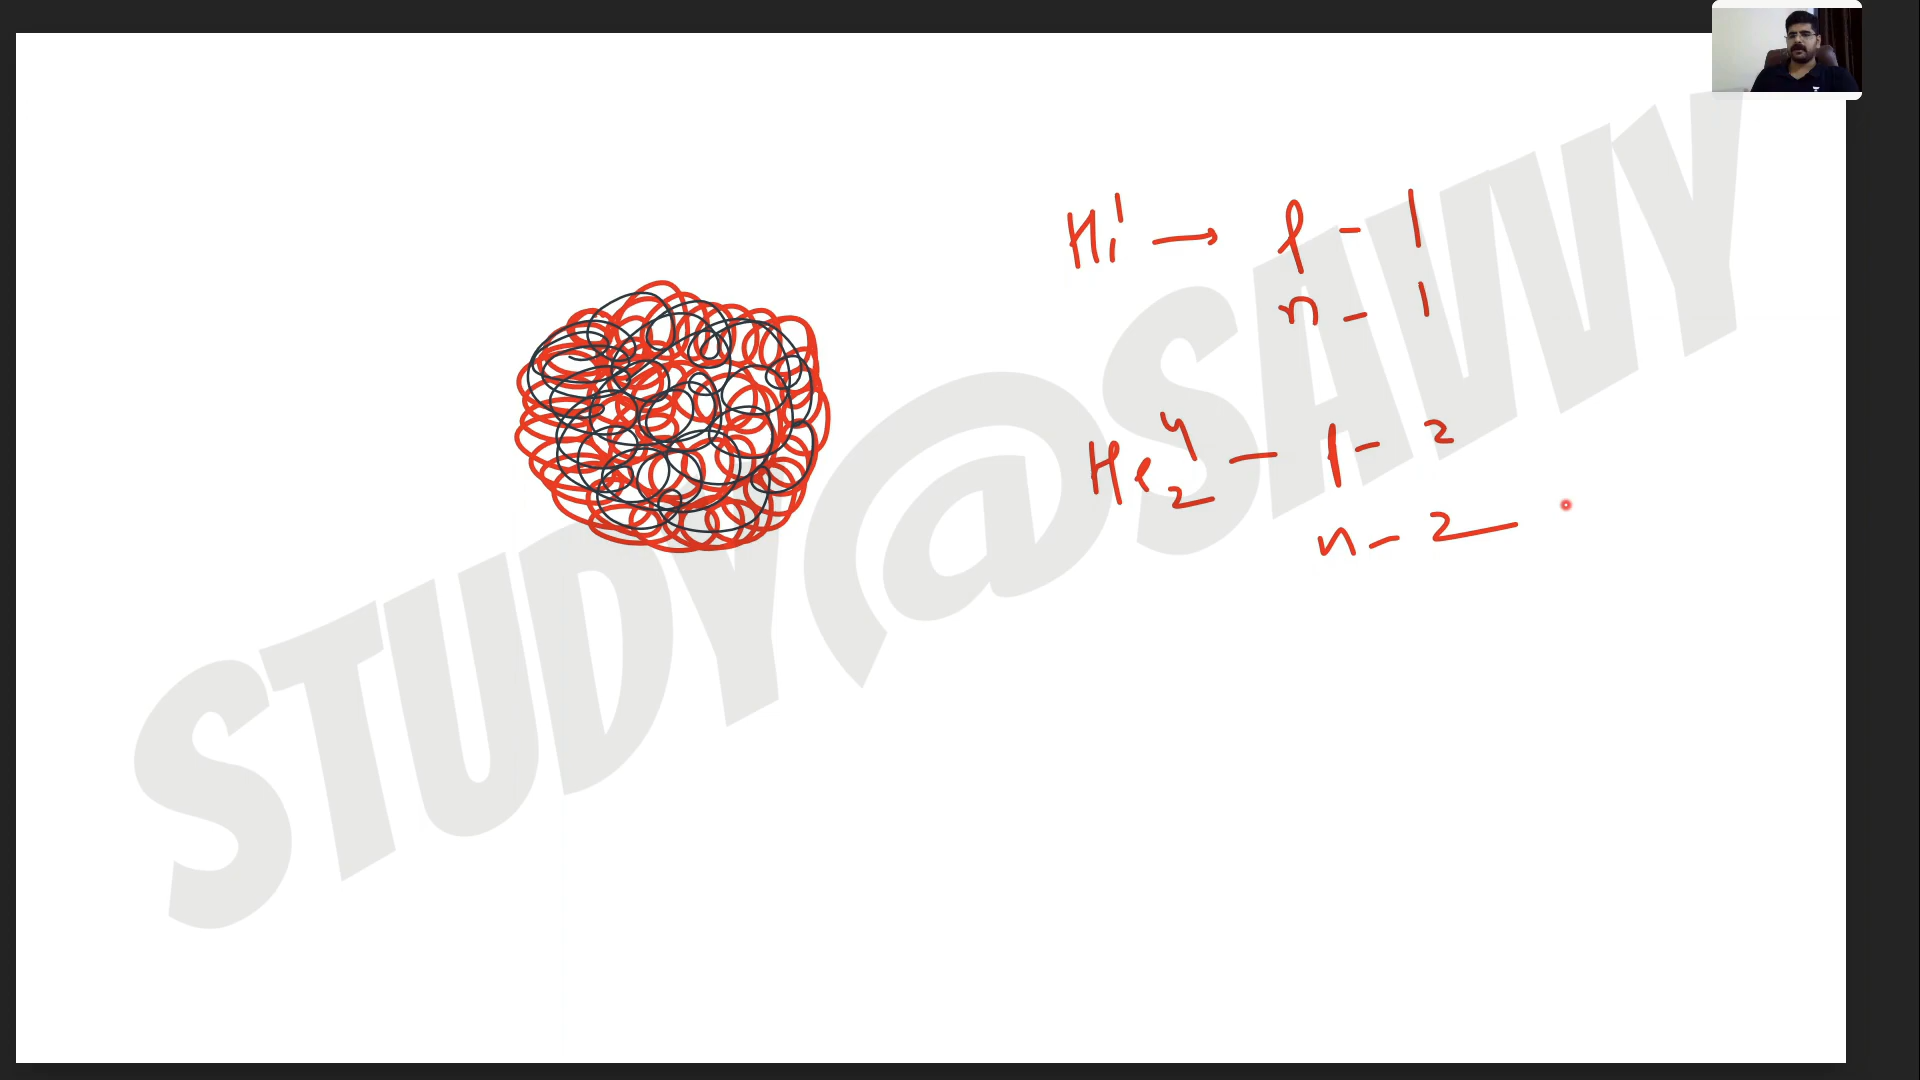 H₁¹ → p - 1
n - 1
He₂⁴ - p - 2
n - 2
STUDY@SAVVY